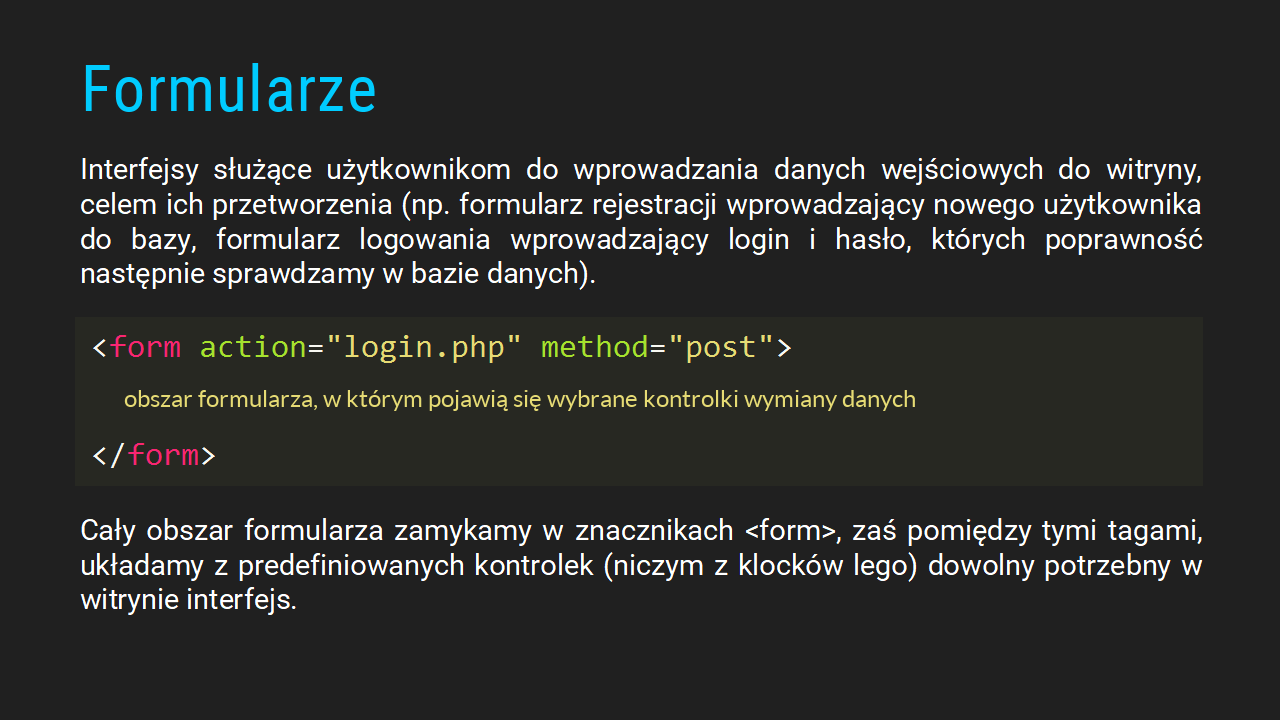 Formularze
Interfejsy służące użytkownikom do wprowadzania danych wejściowych do witryny,
celem ich przetworzenia (np. formularz rejestracji wprowadzający nowego użytkownika
do bazy, formularz logowania wprowadzający login i hasło, których poprawność
następnie sprawdzamy w bazie danych).
<form action="login.php" method="post">
obszar formularza, w którym pojawią się wybrane kontrolki wymiany danych
</form>
Cały obszar formularza zamykamy w znacznikach <form>, zaś pomiędzy tymi tagami,
układamy z predefiniowanych kontrolek (niczym z klocków lego) dowolny potrzebny w
witrynie interfejs.